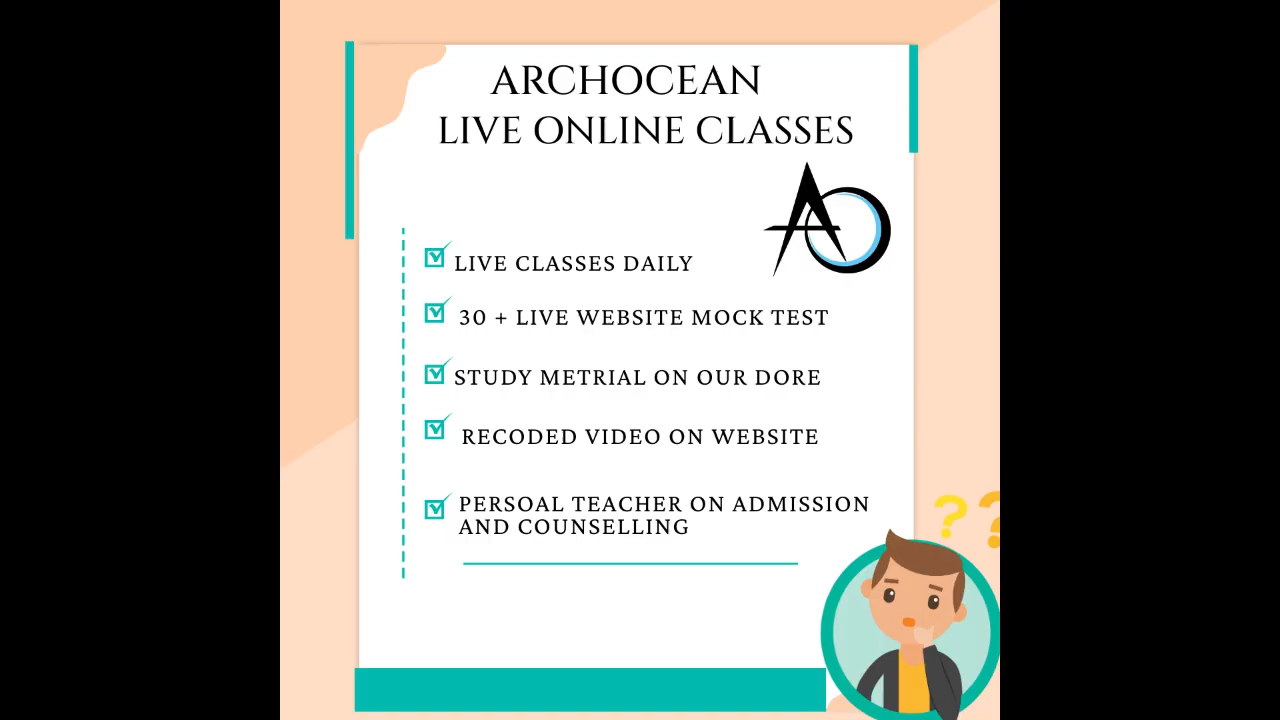 ARCHOCEAN
LIVE ONLINE CLASSES
AO
LIVE CLASSES DAILY
30 + LIVE WEBSITE MOCK TEST
STUDY METRIAL ON OUR DORE
RECODED VIDEO ON WEBSITE
PERSOAL TEACHER ON ADMISSION
AND COUNSELLING
? ?